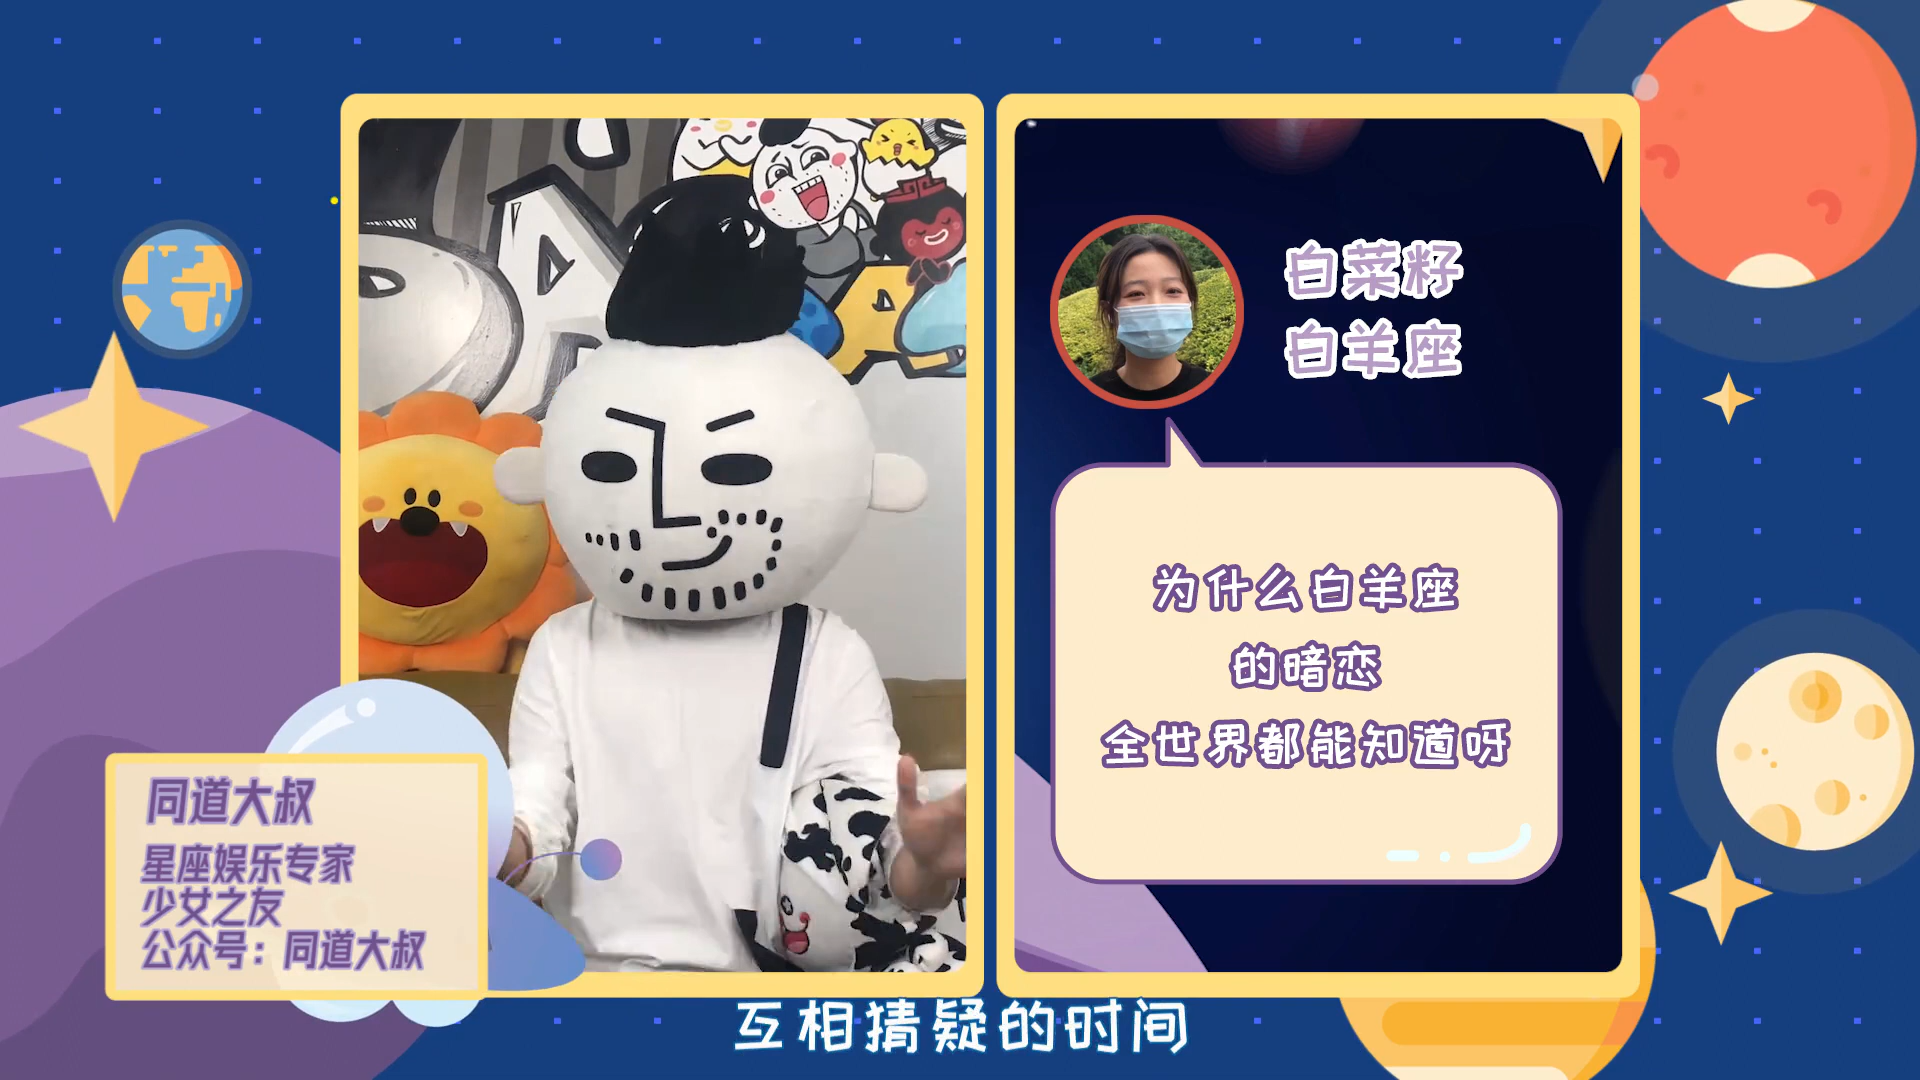 白菜籽
白羊座
为什么白羊座
的暗恋
全世界都能知道呀
同道大叔
星座娱乐专家
少女之友
公众号：同道大叔
互相猜疑的时间